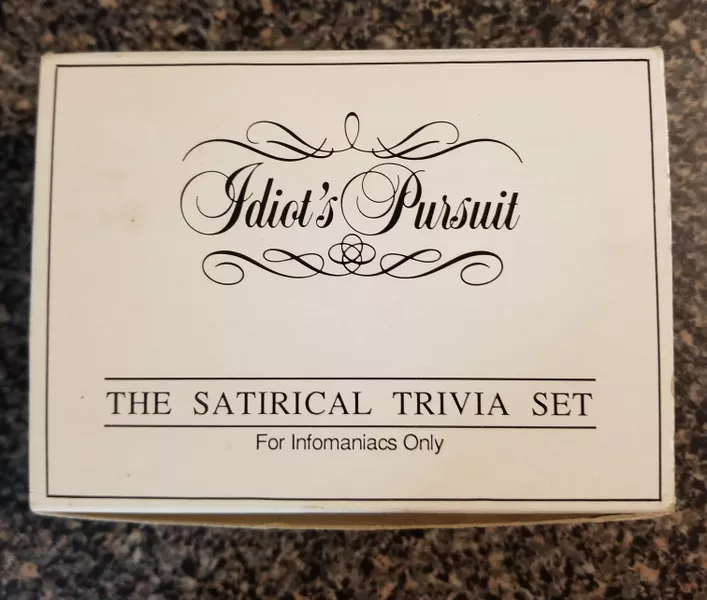 Idiot's Pursuit
THE SATIRICAL TRIVIA SET
For Infomaniacs Only